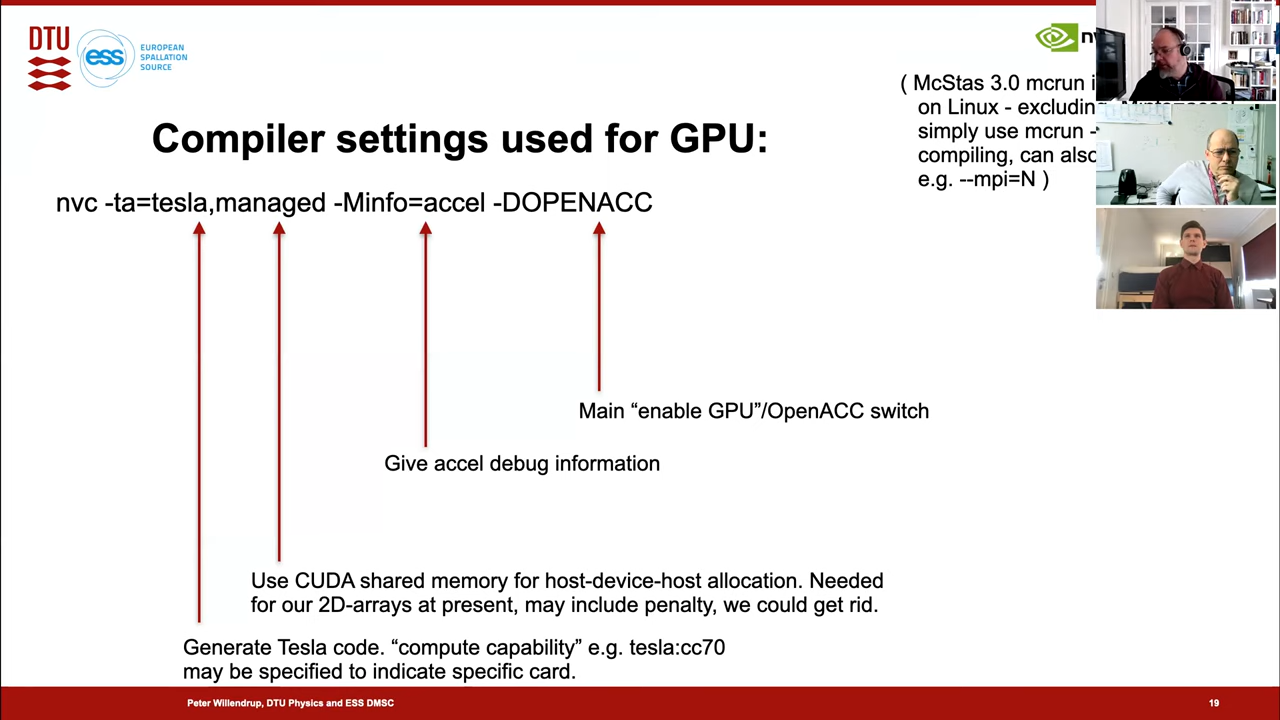 DTU
ess
EUROPEAN
SPALLATION
SOURCE
( McStas 3.0 mcrun
on Linux - excluding
simply use mcrun -
compiling, can also
e.g. --mpi=N )
Compiler settings used for GPU:
nvc -ta=tesla,managed -Minfo=accel -DOPENACC
Main “enable GPU”/OpenACC switch
Give accel debug information
Use CUDA shared memory for host-device-host allocation. Needed
for our 2D-arrays at present, may include penalty, we could get rid.
Generate Tesla code. “compute capability” e.g. tesla:cc70
may be specified to indicate specific card.
Peter Willendrup, DTU Physics and ESS DMSC
19